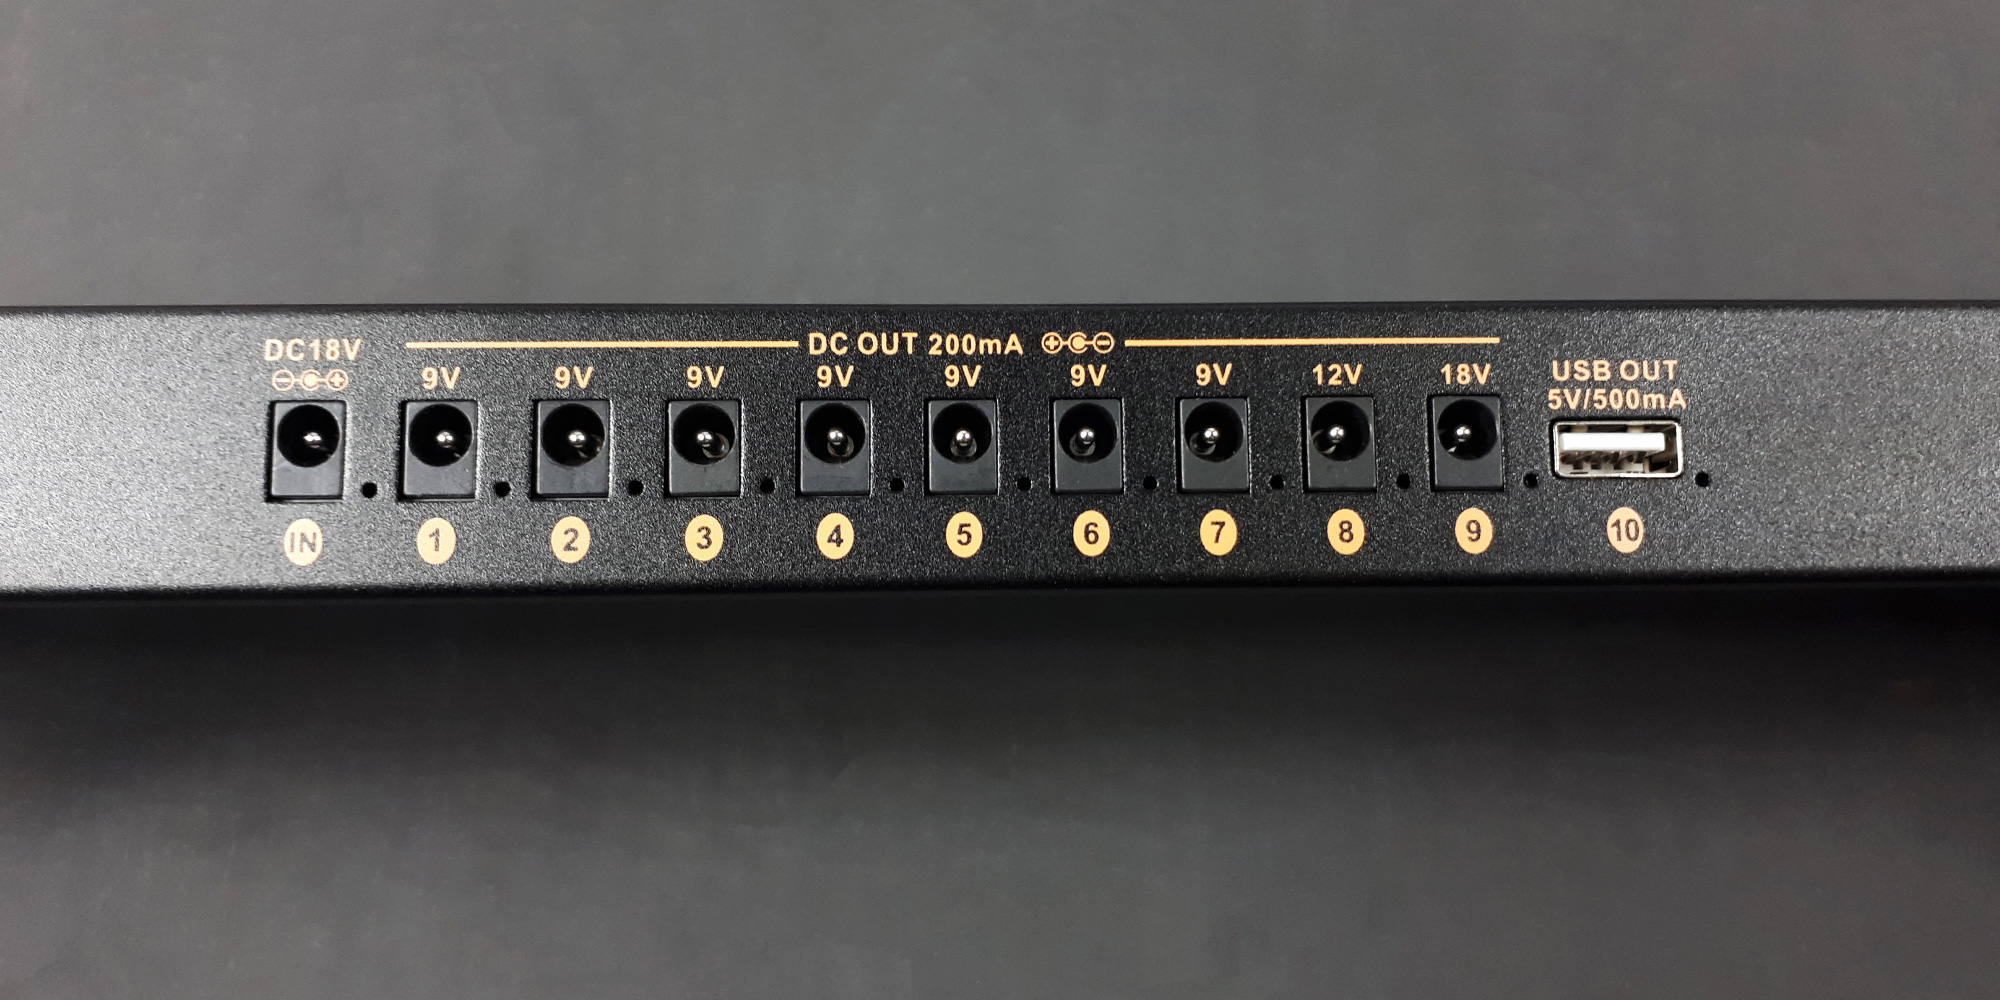 DC18V
DC OUT 200mA
9V 9V 9V 9V 9V 9V 9V 12V 18V
USB OUT
5V/500mA
IN 1 2 3 4 5 6 7 8 9 10